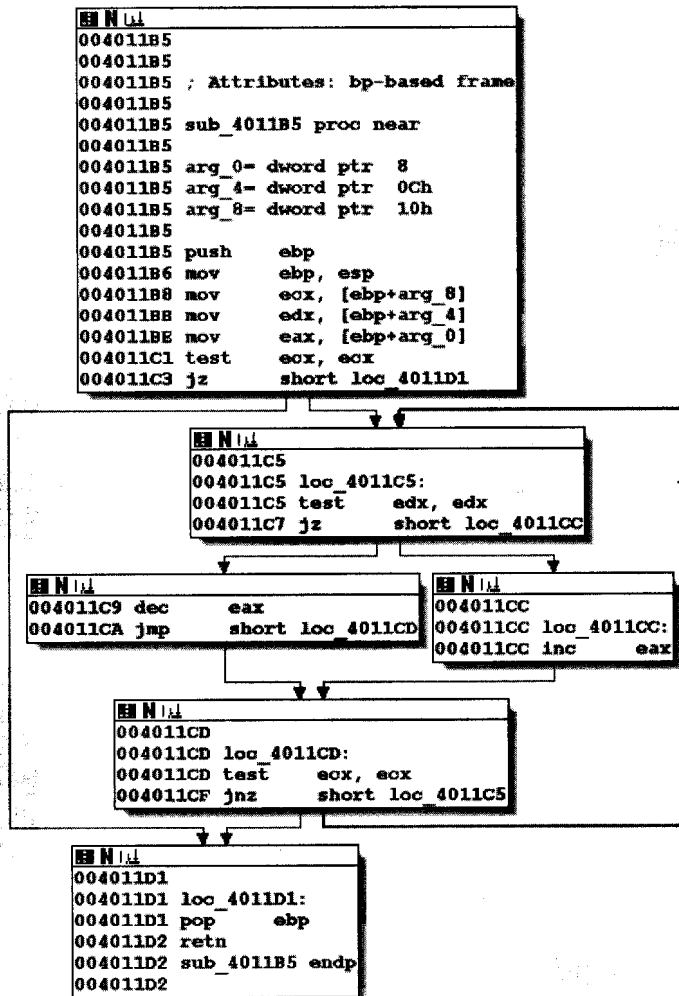 004011B5
004011B5
004011B5 ; Attributes: bp-based frame
004011B5
004011B5 sub_4011B5 proc near
004011B5
004011B5 arg_0= dword ptr  8
004011B5 arg_4= dword ptr  0Ch
004011B5 arg_8= dword ptr  10h
004011B5
004011B5 push    ebp
004011B6 mov     ebp, esp
004011B8 mov     ecx, [ebp+arg_8]
004011BB mov     edx, [ebp+arg_4]
004011BE mov     eax, [ebp+arg_0]
004011C1 test    ecx, ecx
004011C3 jz      short loc_4011D1
004011C5
004011C5 loc_4011C5:
004011C5 test    edx, edx
004011C7 jz      short loc_4011CC
004011C9 dec     eax
004011CA jmp     short loc_4011CD
004011CC
004011CC loc_4011CC:
004011CC inc     eax
004011CD
004011CD loc_4011CD:
004011CD test    ecx, ecx
004011CF jnz     short loc_4011C5
004011D1
004011D1 loc_4011D1:
004011D1 pop     ebp
004011D2 retn
004011D2 sub_4011B5 endp
004011D2